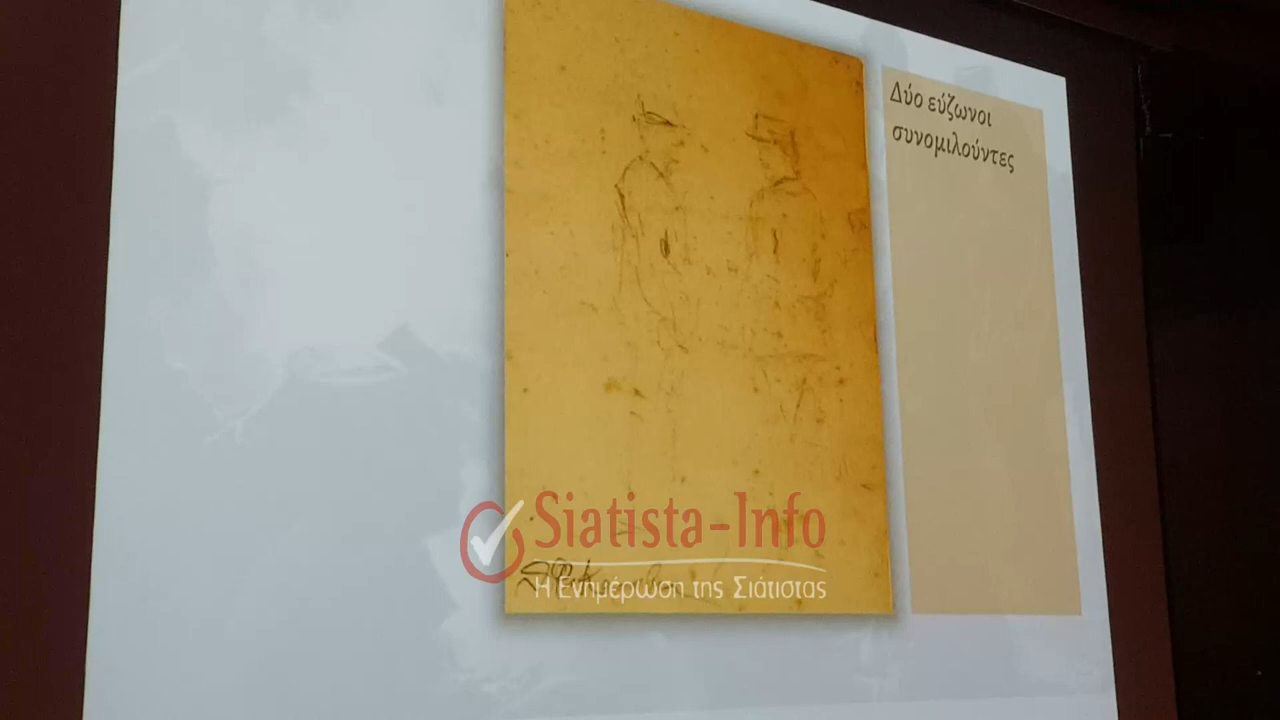 Δύο εύζωνοι
συνομιλούντες
Siatista-Info
Η Ενημέρωση της Σιάτιστας